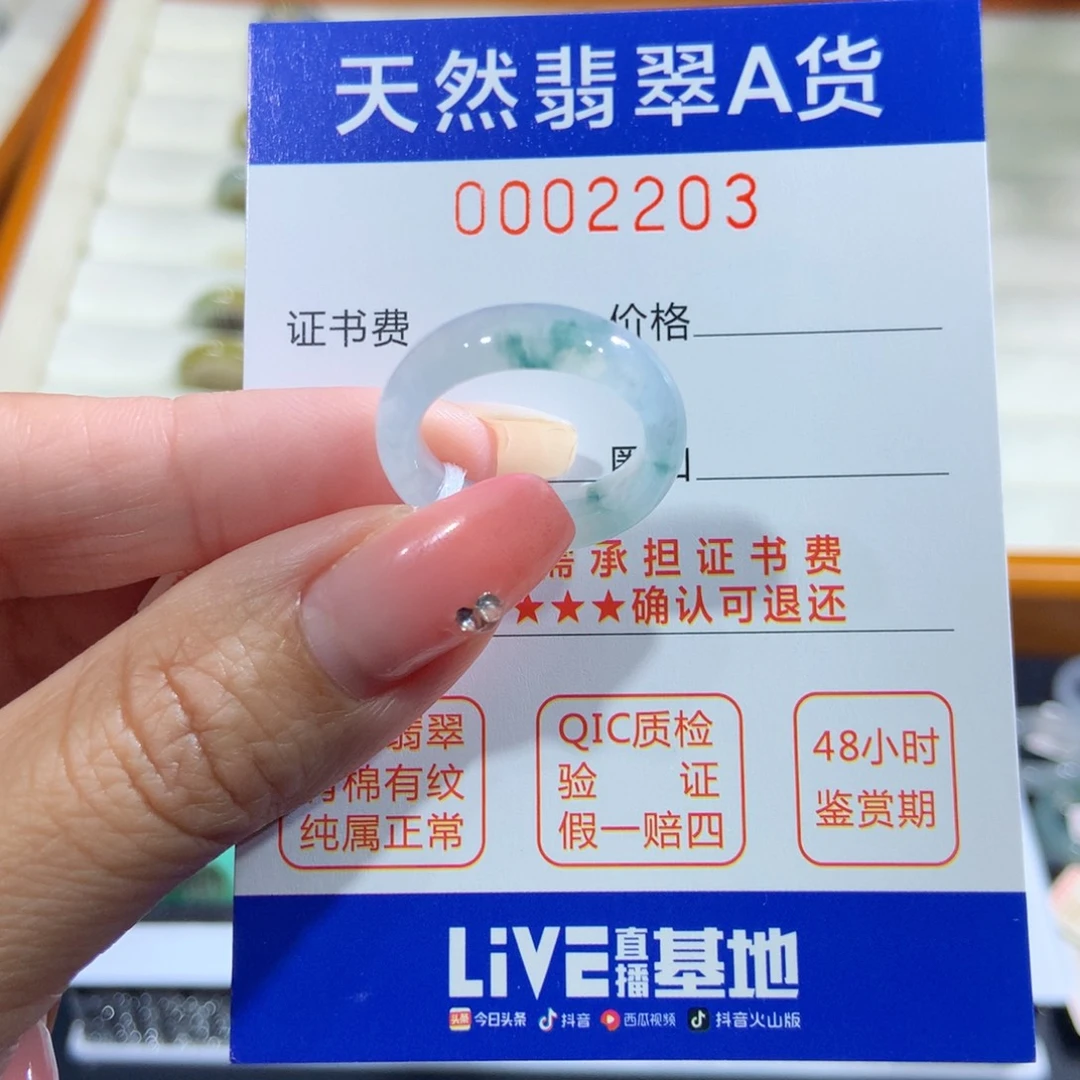 天然翡翠A货
0002203
证书费
价格
承担证书费
★★★确认可退还
翡翠
棉有纹
纯属正常
QIC质检
验 证
假一赔四
48小时
鉴赏期
LiVE直播基地
头条 今日头条 抖音 西瓜视频 抖音火山版